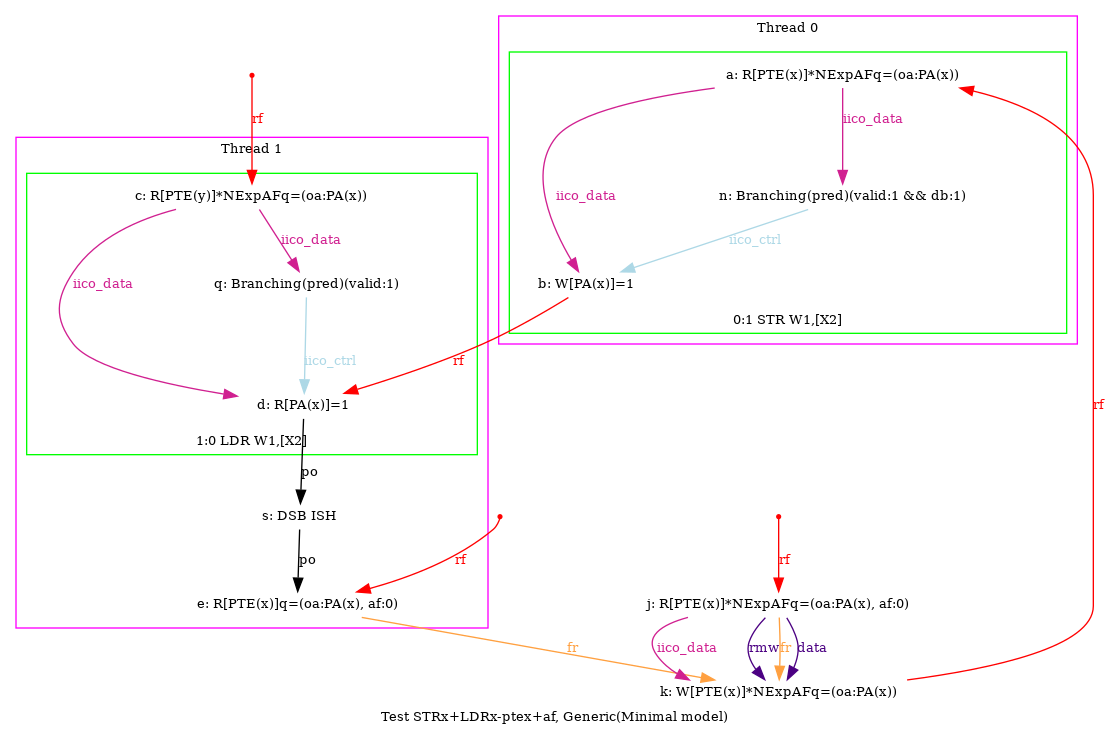 Thread 0
a: R[PTE(x)]*NExpAFq=(oa:PA(x))
rf
iico_data
Thread 1
c: R[PTE(y)]*NExpAFq=(oa:PA(x))
n: Branching(pred)(valid:1 && db:1)
iico_data
iico_data
iico_ctrl
iico_data
q: Branching(pred)(valid:1)
b: W[PA(x)]=1
0:1 STR W1,[X2]
iico_ctrl
rf
d: R[PA(x)]=1
rf
1:0 LDR W1,[X2]
po
s: DSB ISH
po
rf
rf
e: R[PTE(x)]q=(oa:PA(x), af:0)
j: R[PTE(x)]*NExpAFq=(oa:PA(x), af:0)
fr
iico_data
rmw
fr
data
k: W[PTE(x)]*NExpAFq=(oa:PA(x))
Test STRx+LDRx-ptex+af, Generic(Minimal model)